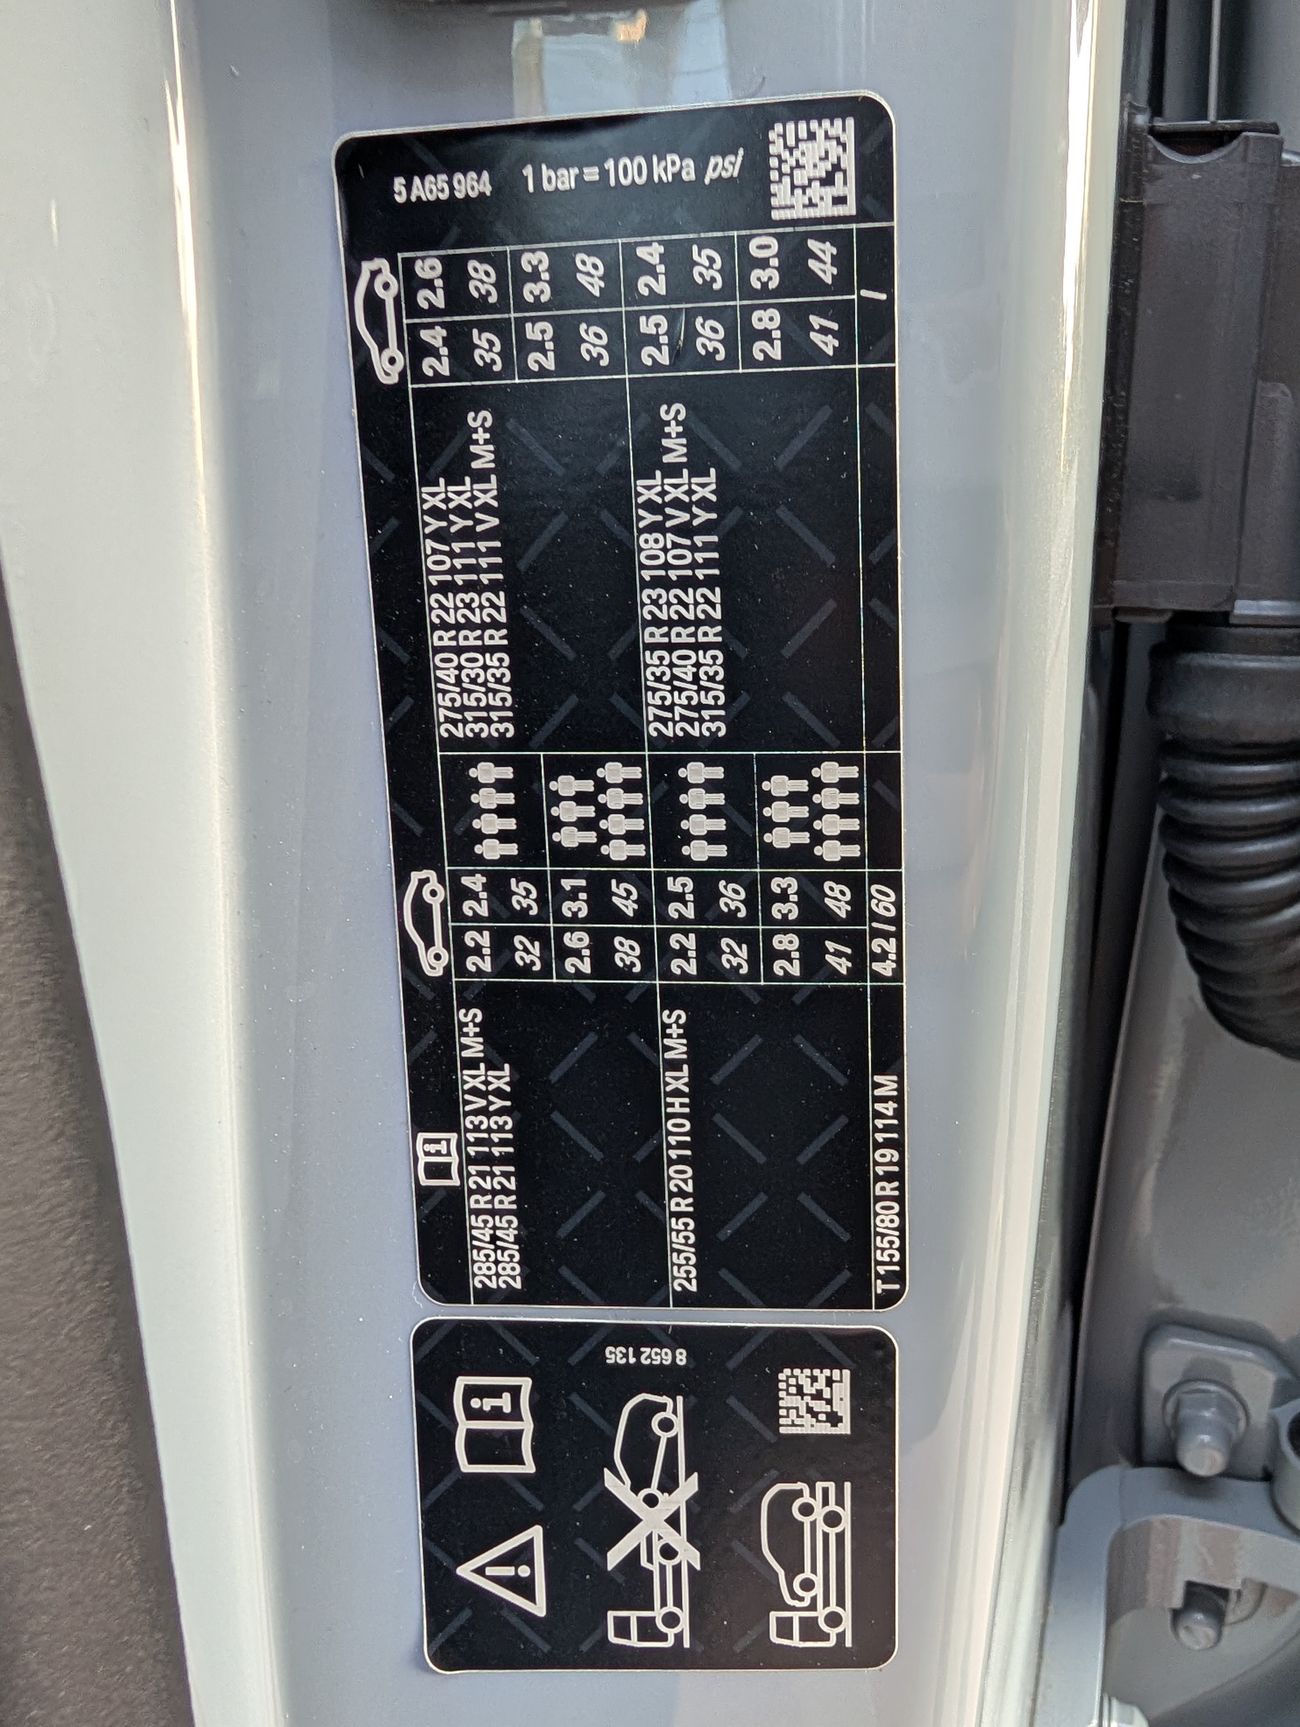 8 652 135
285/45 R 21 113 V XL M+S
285/45 R 21 113 Y XL
2.2 2.4
32 35
2.6 3.1
38 45
255/55 R 20 110 H XL M+S
2.2 2.5
32 36
2.8 3.3
41 48
T 155/80 R 19 114 M
4.2 / 60
275/40 R 22 107 Y XL
315/30 R 23 111 Y XL
315/35 R 22 111 V XL M+S
2.4 2.6
35 38
2.5 3.3
36 48
275/35 R 23 108 Y XL
275/40 R 22 107 V XL M+S
315/35 R 22 111 Y XL
2.5 2.4
36 35
2.8 3.0
41 44
/
5 A65 964
1 bar = 100 kPa psi